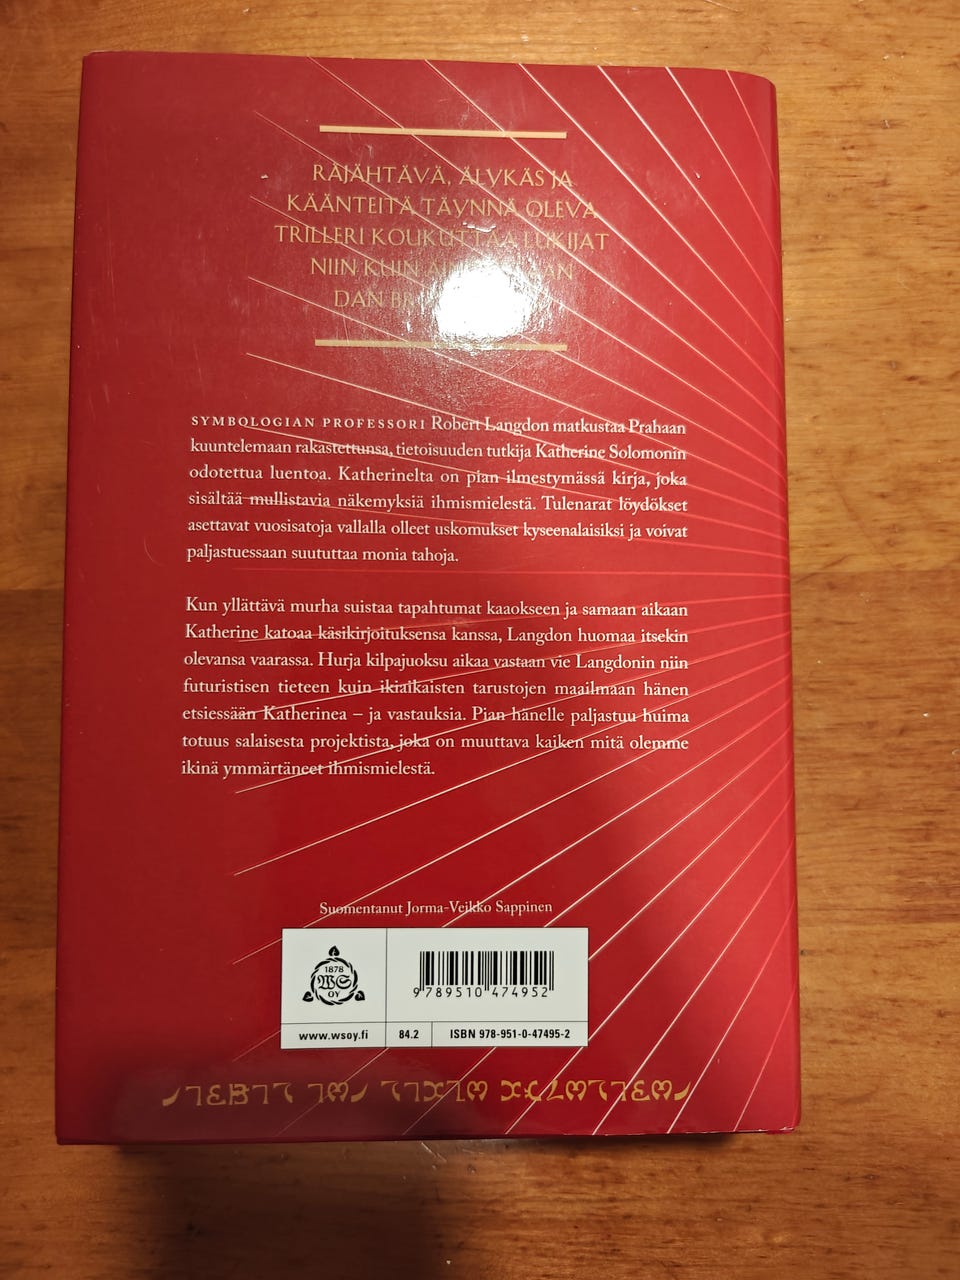 RÄJÄHTÄVÄ, ÄLYKÄS JA
KÄÄNTEITÄ TÄYNNÄ OLEVA
TRILLERI KOUKUTTAA LUKIJAT
NIIN KUIN
DAN
SYMBOLOGIAN PROFESSORI Robert Langdon matkustaa Prahaan
kuuntelemaan rakastettunsa, tietoisuuden tutkija Katherine Solomonin
odotettua luentoa. Katherinelta on pian ilmestymässä kirja, joka
sisältää mullistavia näkemyksiä ihmismielestä. Tulenarat löydökset
asettavat vuosisatoja vallalla olleet uskomukset kyseenalaisiksi ja voivat
paljastuessaan suututtaa monia tahoja.
Kun yllättävä murha suistaa tapahtumat kaaokseen ja samaan aikaan
Katherine katoaa käsikirjoituksensa kanssa, Langdon huomaa itsekin
olevansa vaarassa. Hurja kilpajuoksu aikaa vastaan vie Langdonin niin
futuristisen tieteen kuin ikiaikaisten tarustojen maailmaan hänen
etsiessään Katherinea – ja vastauksia. Pian hänelle paljastuu huima
totuus salaisesta projektista, joka on muuttava kaiken mitä olemme
ikinä ymmärtäneet ihmismielestä.
Suomentanut Jorma-Veikko Sappinen
1878
WS
OY
9 789510 474952
www.wsoy.fi 84.2 ISBN 978-951-0-47495-2